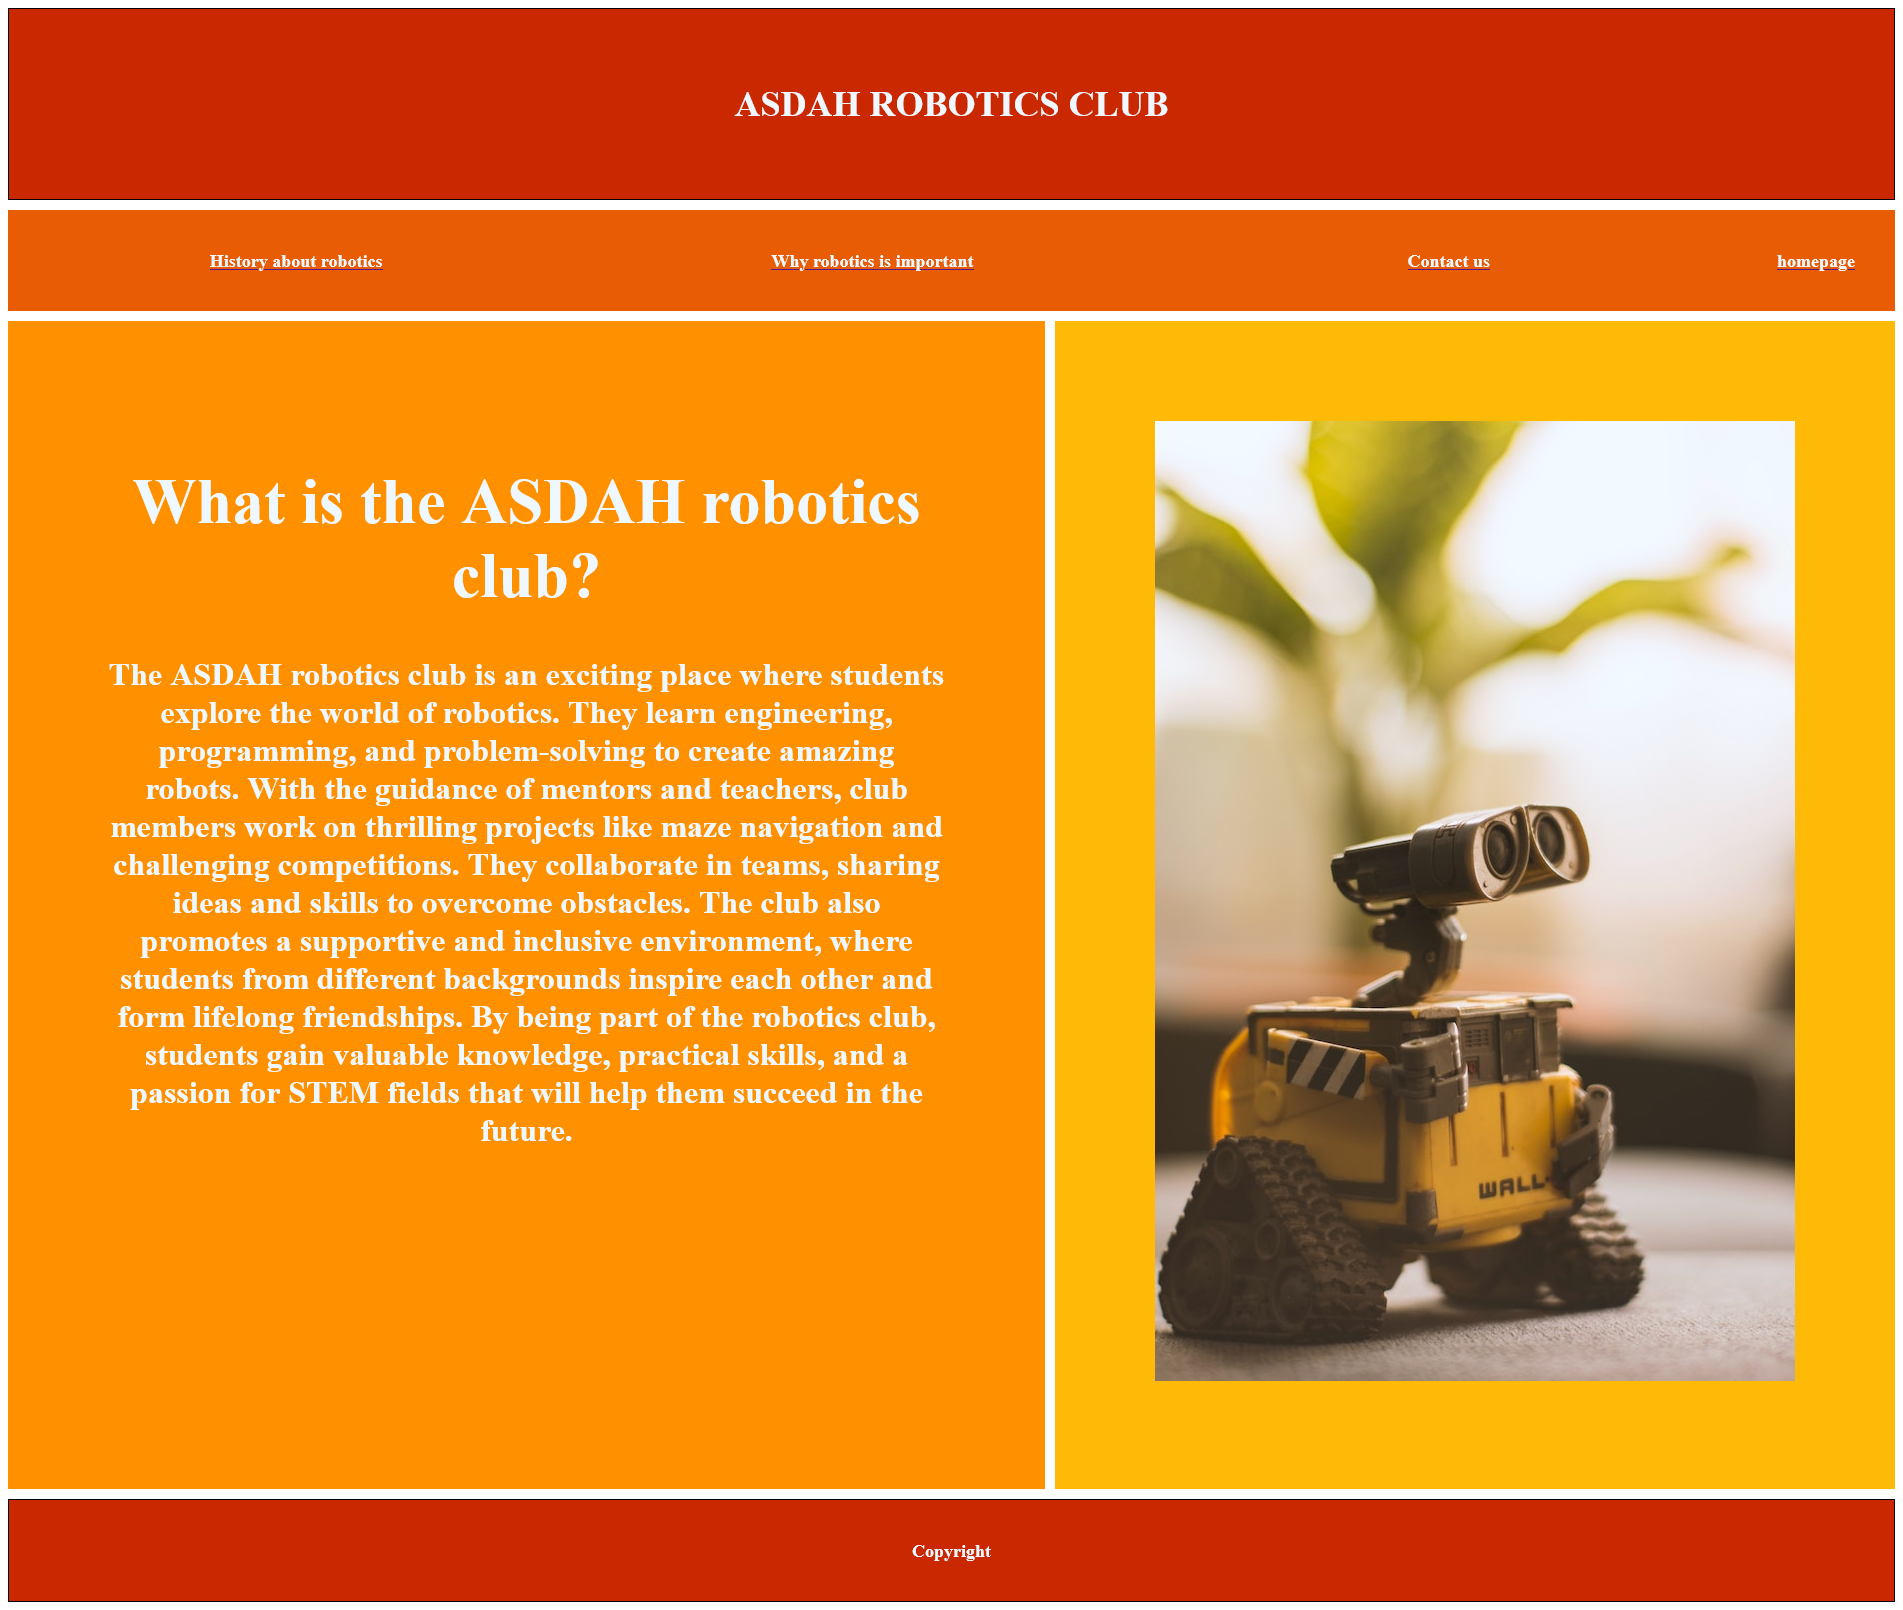 ASDAH ROBOTICS CLUB
History about robotics
Why robotics is important
Contact us
homepage
What is the ASDAH robotics
club?
The ASDAH robotics club is an exciting place where students
explore the world of robotics. They learn engineering,
programming, and problem-solving to create amazing
robots. With the guidance of mentors and teachers, club
members work on thrilling projects like maze navigation and
challenging competitions. They collaborate in teams, sharing
ideas and skills to overcome obstacles. The club also
promotes a supportive and inclusive environment, where
students from different backgrounds inspire each other and
form lifelong friendships. By being part of the robotics club,
students gain valuable knowledge, practical skills, and a
passion for STEM fields that will help them succeed in the
future.
WALL·
Copyright